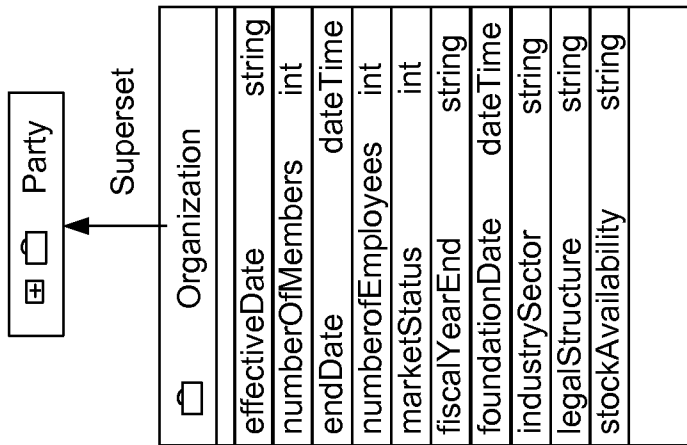 Party
Superset
Organization
effectiveDate string
numberOfMembers int
endDate dateTime
numberofEmployees int
marketStatus int
fiscalYearEnd string
foundationDate dateTime
industrySector string
legalStructure string
stockAvailability string